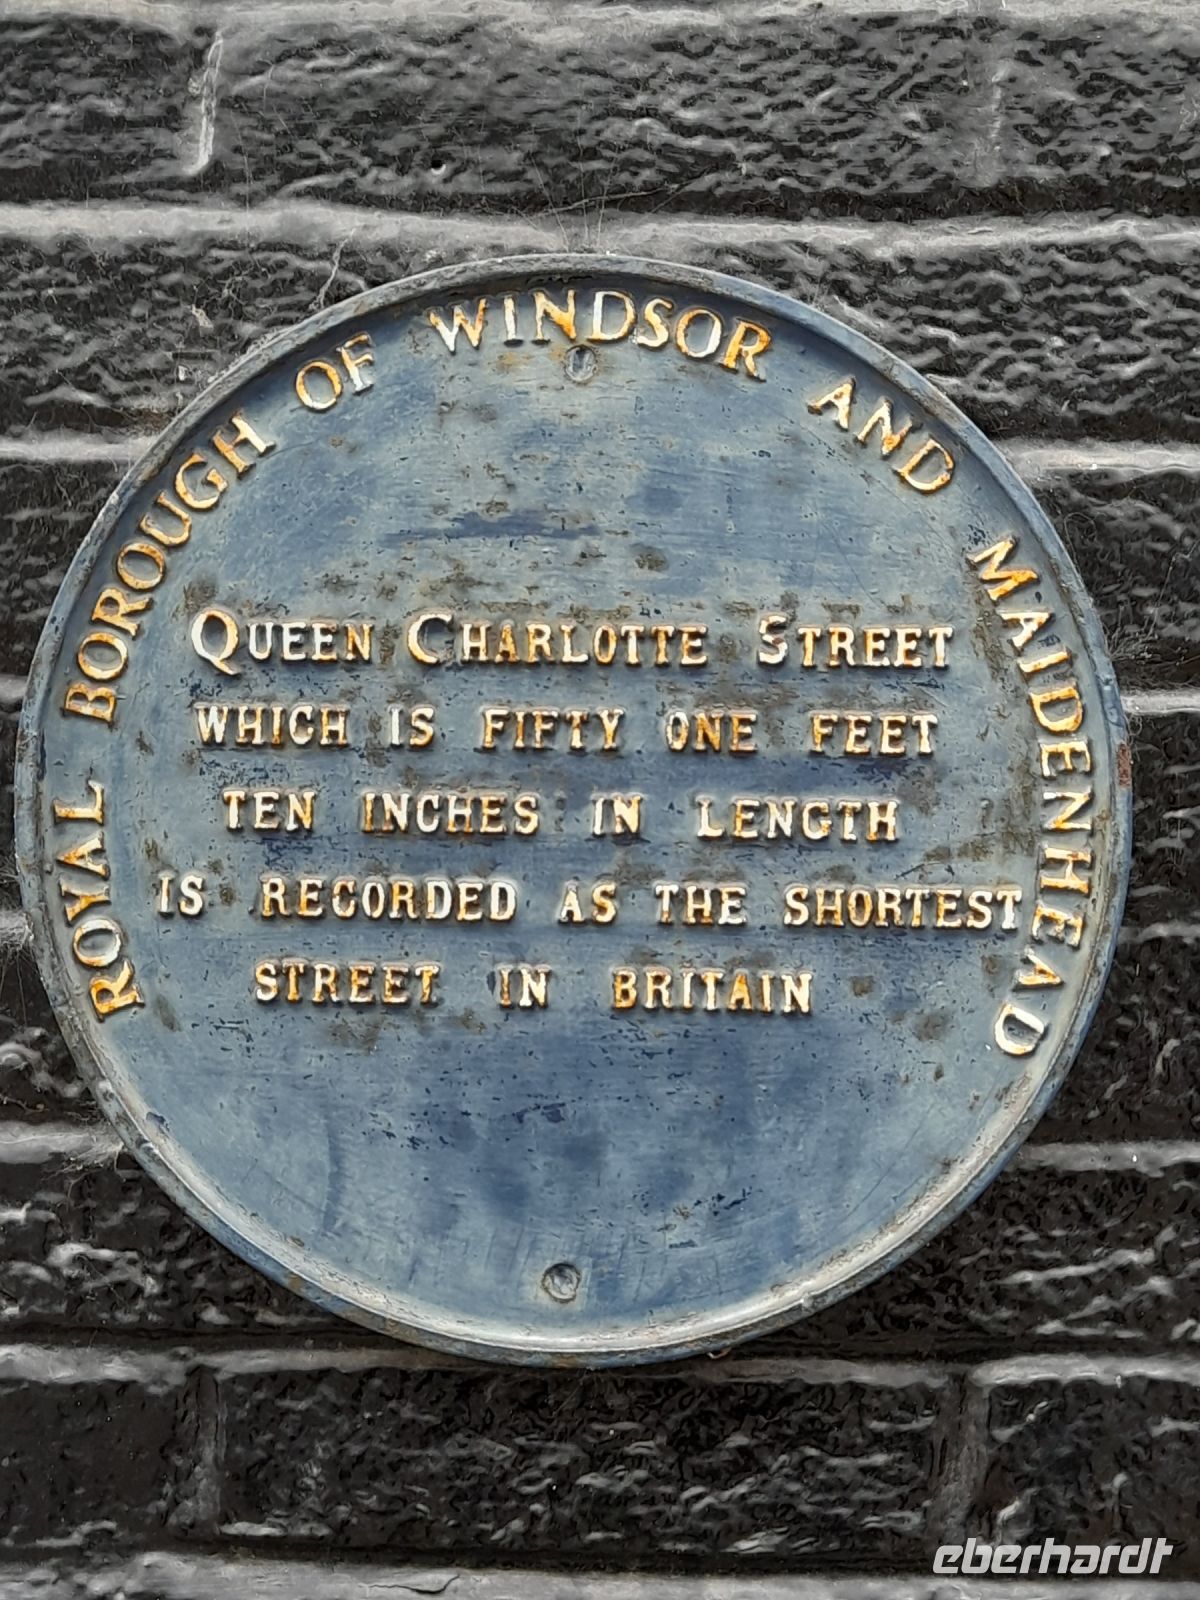 ROYAL BOROUGH OF WINDSOR AND MAIDENHEAD
QUEEN CHARLOTTE STREET
WHICH IS FIFTY ONE FEET
TEN INCHES IN LENGTH
IS RECORDED AS THE SHORTEST
STREET IN BRITAIN
eberhardt